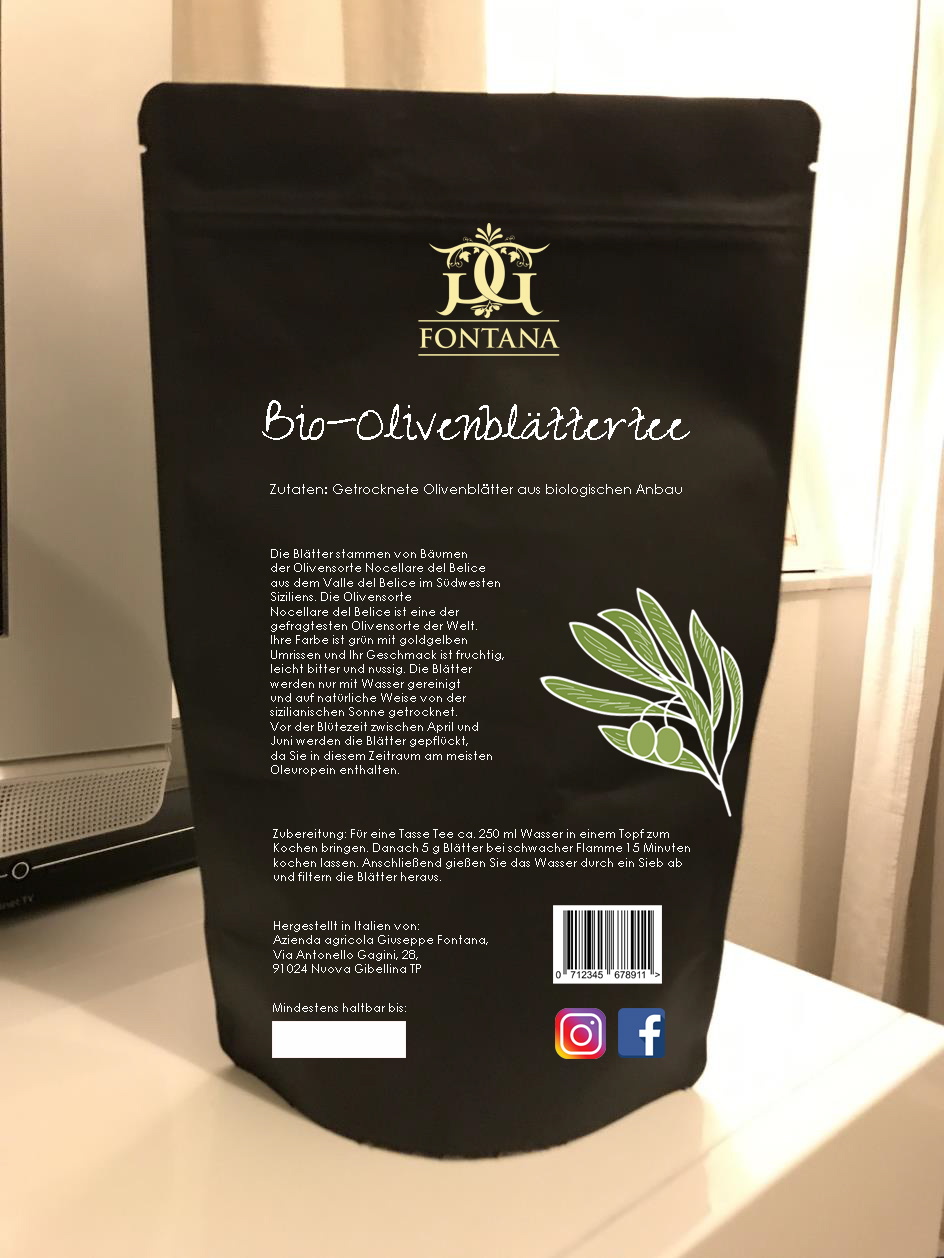 FONTANA
Bio-Olivenblättertee
Zutaten: Getrocknete Olivenblätter aus biologischen Anbau
Die Blätter stammen von Bäumen
der Olivensorte Nocellare del Belice
aus dem Valle del Belice im Südwesten
Siziliens. Die Olivensorte
Nocellare del Belice ist eine der
gefragtesten Olivensorte der Welt.
Ihre Farbe ist grün mit goldgelben
Umrissen und Ihr Geschmack ist fruchtig,
leicht bitter und nussig. Die Blätter
werden nur mit Wasser gereinigt
und auf natürliche Weise von der
sizilianischen Sonne getrocknet.
Vor der Blütezeit zwischen April und
Juni werden die Blätter gepflückt,
da Sie in diesem Zeitraum am meisten
Oleuropein enthalten.
Zubereitung: Für eine Tasse Tee ca. 250 ml Wasser in einem Topf zum
Kochen bringen. Danach 5 g Blätter bei schwacher Flamme 15 Minuten
kochen lassen. Anschließend gießen Sie das Wasser durch ein Sieb ab
und filtern die Blätter heraus.
Hergestellt in Italien von:
Azienda agricola Giuseppe Fontana,
Via Antonello Gagini, 28,
91024 Nuova Gibellina TP
0 712345 678911 >
Mindestens haltbar bis: